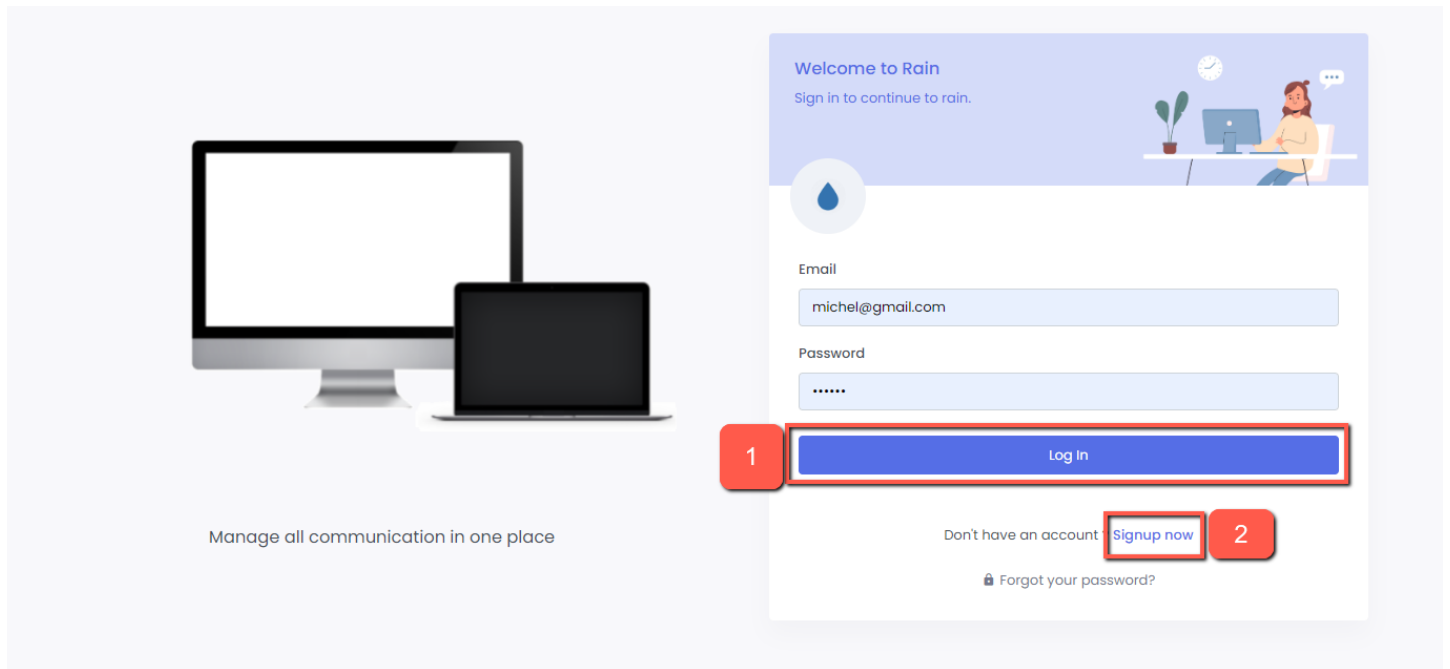 Welcome to Rain
Sign in to continue to rain.
Email
michel@gmail.com
Password
••••••
1
Log In
Manage all communication in one place
Don't have an account ? Signup now
2
Forgot your password?